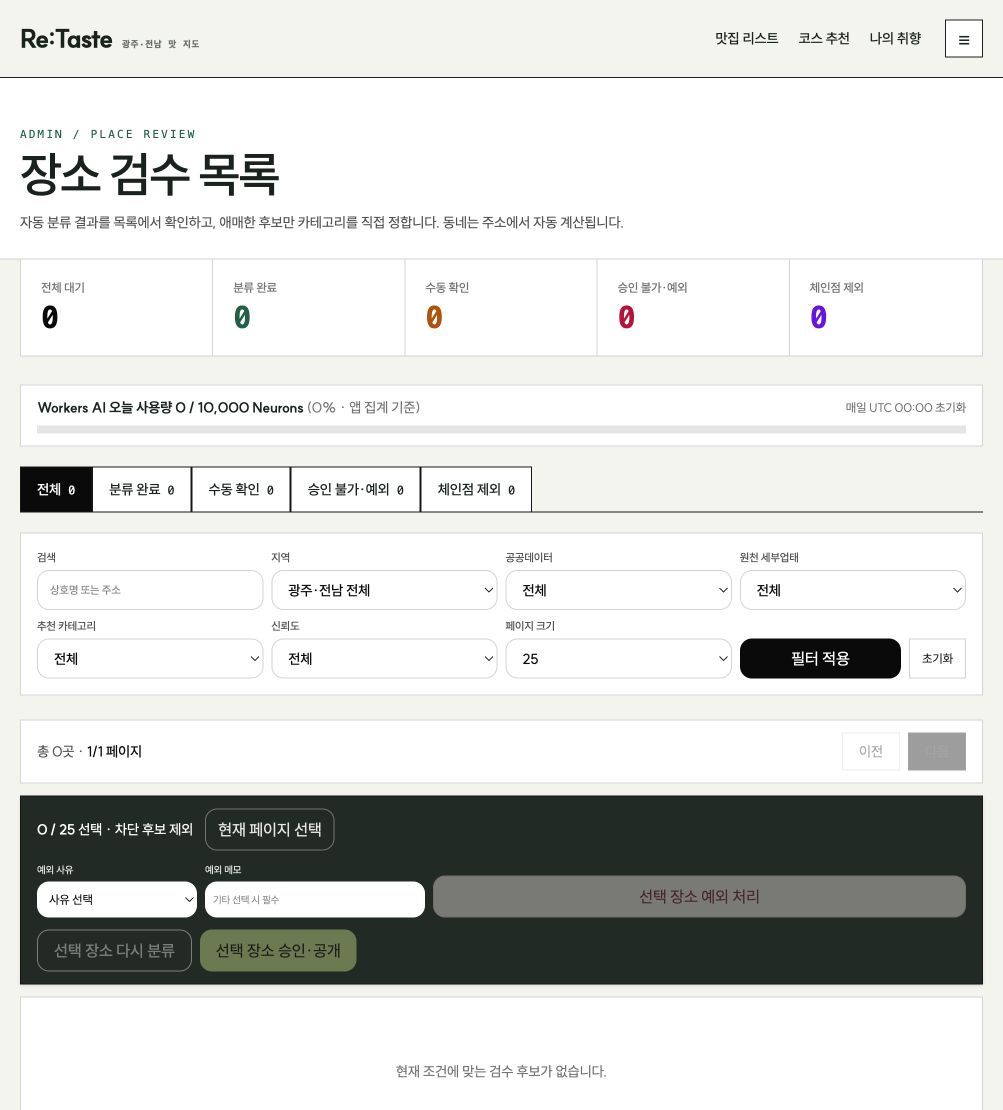 Re:Taste 광주·전남 맛 지도
맛집 리스트 코스 추천 나의 취향
ADMIN / PLACE REVIEW
장소 검수 목록
자동 분류 결과를 목록에서 확인하고, 애매한 후보만 카테고리를 직접 정합니다. 동네는 주소에서 자동 계산됩니다.
전체 대기 분류 완료 수동 확인 승인 불가·예외 체인점 제외
0 0 0 0 0
Workers AI 오늘 사용량 0 / 10,000 Neurons (0% · 앱 집계 기준) 매일 UTC 00:00 초기화
전체 0 분류 완료 0 수동 확인 0 승인 불가·예외 0 체인점 제외 0
검색 지역 공공데이터 원천 세부업태
상호명 또는 주소 광주·전남 전체 전체 전체
추천 카테고리 신뢰도 페이지 크기
전체 전체 25 필터 적용 초기화
총 0곳 · 1/1 페이지 이전 다음
0 / 25 선택 · 차단 후보 제외 현재 페이지 선택
예외 사유 예외 메모
사유 선택 기타 선택 시 필수 선택 장소 예외 처리
선택 장소 다시 분류 선택 장소 승인·공개
현재 조건에 맞는 검수 후보가 없습니다.